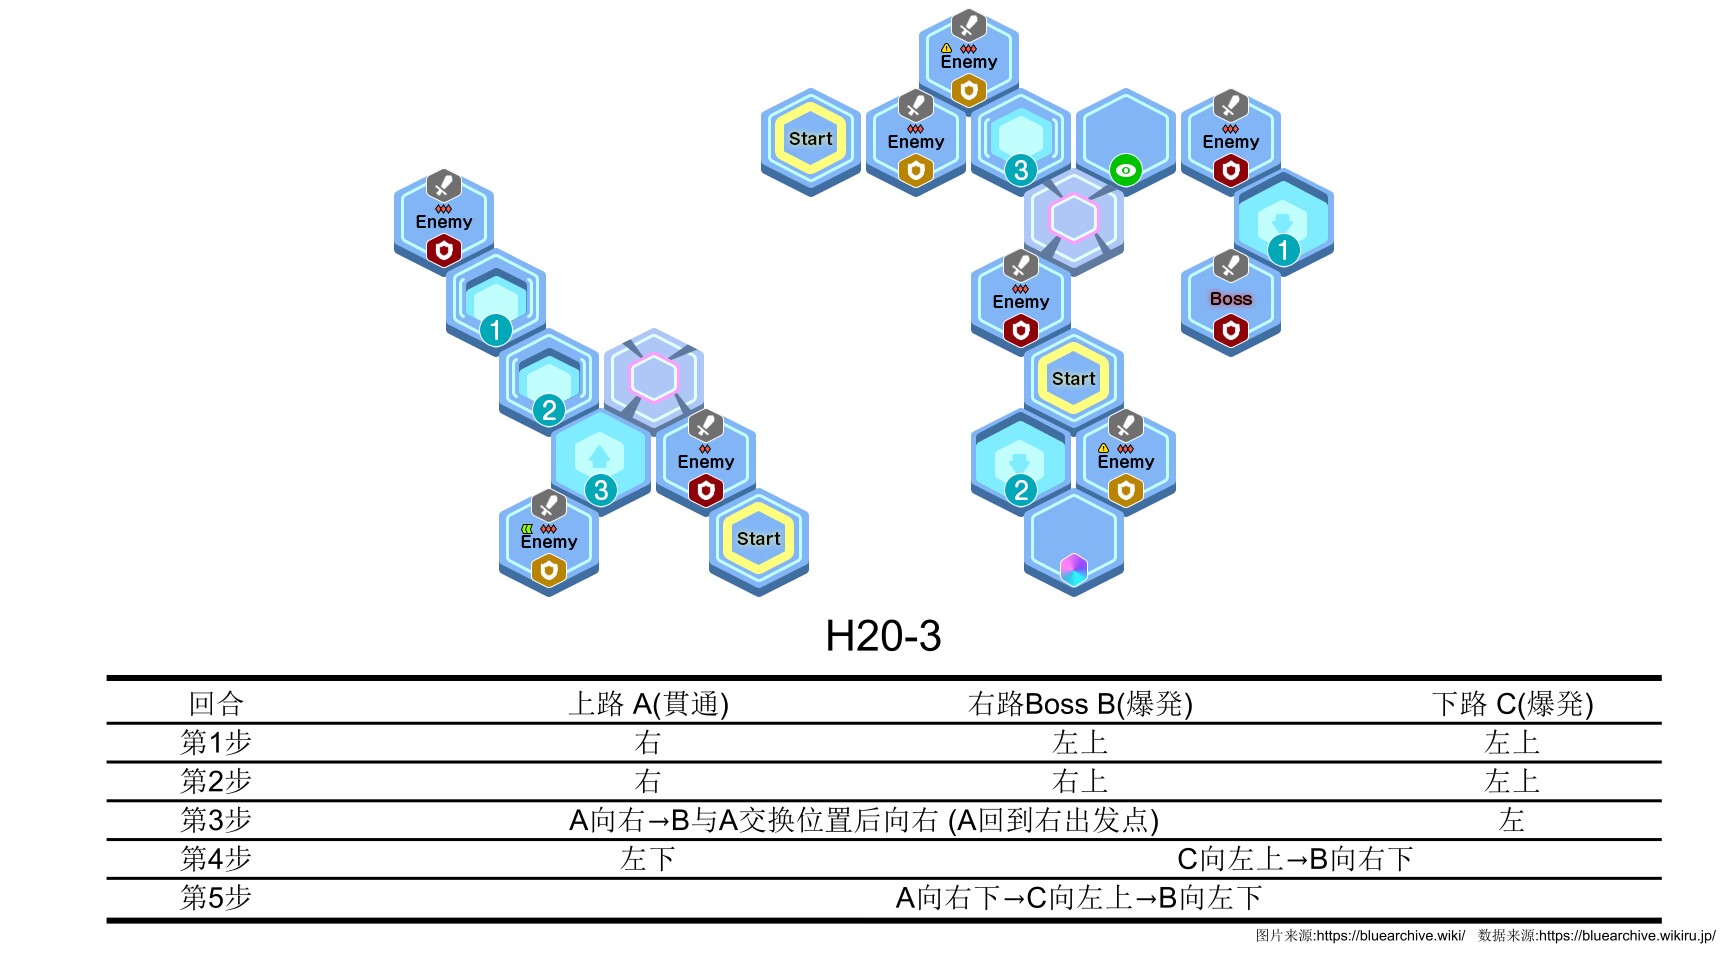 Enemy
Start
Enemy
3
Enemy
Enemy
1
Enemy
Boss
1
Enemy
2
Start
3
Enemy
2
Enemy
Enemy
Start
H20-3
回合 上路 A(貫通) 右路Boss B(爆発) 下路 C(爆発)
第1步 右 左上 左上
第2步 右 右上 左上
第3步 A向右→B与A交换位置后向右 (A回到右出发点) 左
第4步 左下 C向左上→B向右下
第5步 A向右下→C向左上→B向左下
图片来源:https://bluearchive.wiki/ 数据来源:https://bluearchive.wikiru.jp/